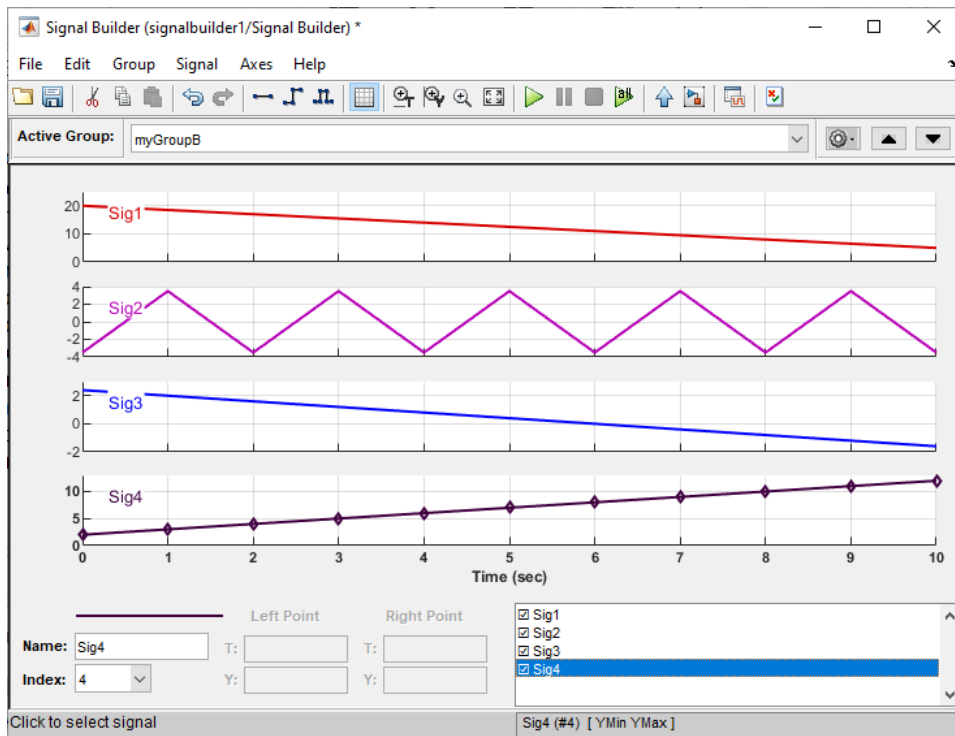 Signal Builder (signalbuilder1/Signal Builder) *
File Edit Group Signal Axes Help
Active Group: myGroupB
20
10
0
Sig1
4
2
0
-2
-4
Sig2
2
0
-2
Sig3
10
5
0
Sig4
0 1 2 3 4 5 6 7 8 9 10
Time (sec)
Left Point Right Point
Name: Sig4 T: T:
Index: 4 Y: Y:
Sig1
Sig2
Sig3
Sig4
Click to select signal Sig4 (#4) [ YMin YMax ]